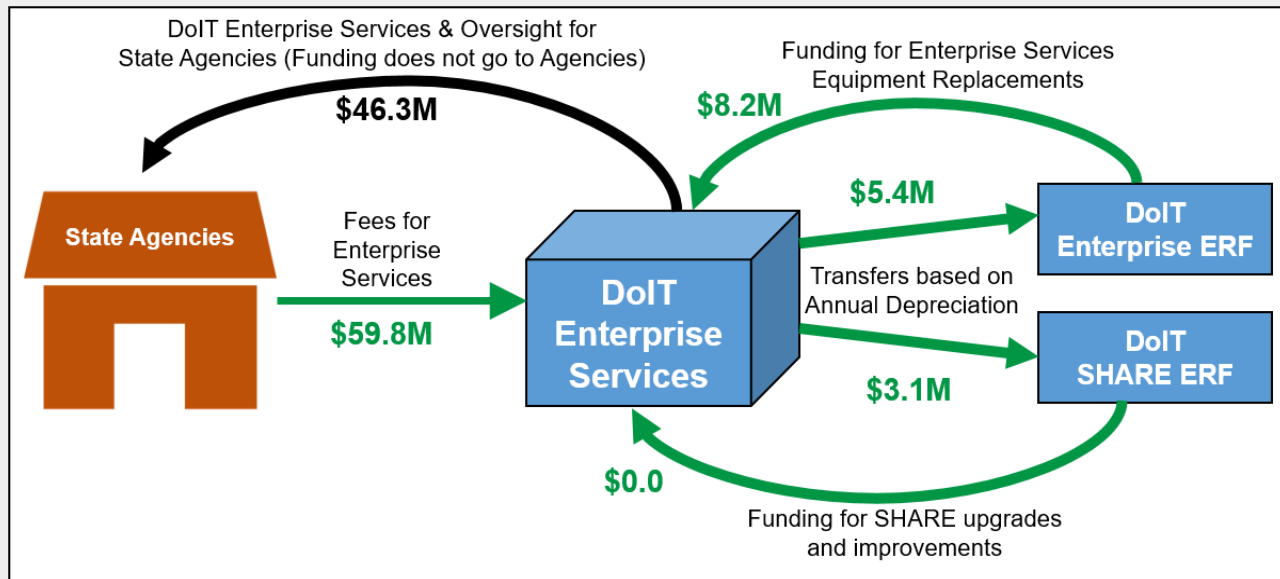 DoIT Enterprise Services & Oversight for
State Agencies (Funding does not go to Agencies)
$46.3M
Funding for Enterprise Services
Equipment Replacements
$8.2M
State Agencies
Fees for
Enterprise
Services
$59.8M
DoIT
Enterprise
Services
$5.4M
DoIT
Enterprise ERF
Transfers based on
Annual Depreciation
$3.1M
DoIT
SHARE ERF
$0.0
Funding for SHARE upgrades
and improvements